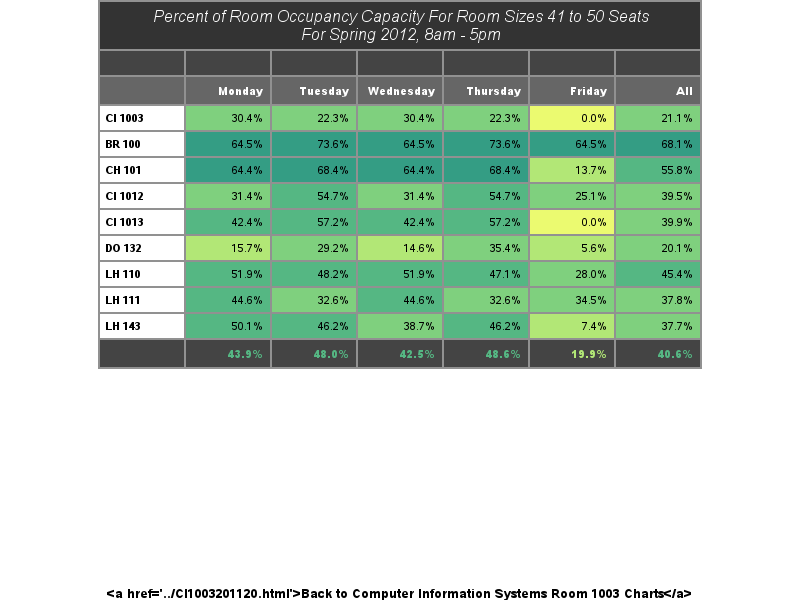 Percent of Room Occupancy Capacity For Room Sizes 41 to 50 Seats
For Spring 2012, 8am - 5pm
Monday Tuesday Wednesday Thursday Friday All
CI 1003 30.4% 22.3% 30.4% 22.3% 0.0% 21.1%
BR 100 64.5% 73.6% 64.5% 73.6% 64.5% 68.1%
CH 101 64.4% 68.4% 64.4% 68.4% 13.7% 55.8%
CI 1012 31.4% 54.7% 31.4% 54.7% 25.1% 39.5%
CI 1013 42.4% 57.2% 42.4% 57.2% 0.0% 39.9%
DO 132 15.7% 29.2% 14.6% 35.4% 5.6% 20.1%
LH 110 51.9% 48.2% 51.9% 47.1% 28.0% 45.4%
LH 111 44.6% 32.6% 44.6% 32.6% 34.5% 37.8%
LH 143 50.1% 46.2% 38.7% 46.2% 7.4% 37.7%
43.9% 48.0% 42.5% 48.6% 19.9% 40.6%
<a href='../CI1003201120.html'>Back to Computer Information Systems Room 1003 Charts</a>